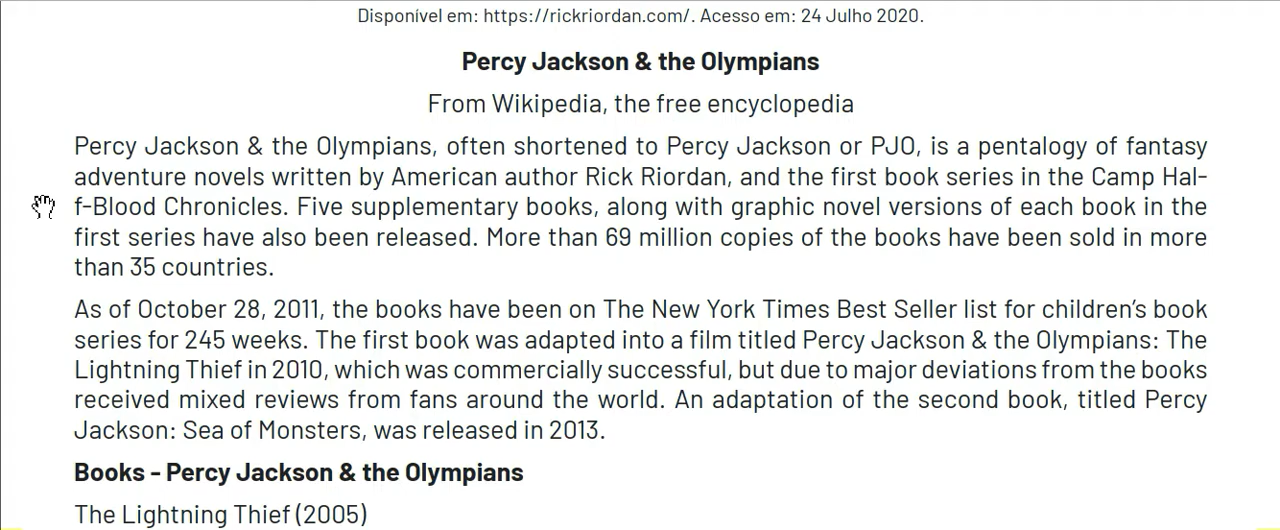 Disponível em: https://rickriordan.com/. Acesso em: 24 Julho 2020.
Percy Jackson & the Olympians
From Wikipedia, the free encyclopedia
Percy Jackson & the Olympians, often shortened to Percy Jackson or PJO, is a pentalogy of fantasy
adventure novels written by American author Rick Riordan, and the first book series in the Camp Hal-
f-Blood Chronicles. Five supplementary books, along with graphic novel versions of each book in the
first series have also been released. More than 69 million copies of the books have been sold in more
than 35 countries.
As of October 28, 2011, the books have been on The New York Times Best Seller list for children’s book
series for 245 weeks. The first book was adapted into a film titled Percy Jackson & the Olympians: The
Lightning Thief in 2010, which was commercially successful, but due to major deviations from the books
received mixed reviews from fans around the world. An adaptation of the second book, titled Percy
Jackson: Sea of Monsters, was released in 2013.
Books - Percy Jackson & the Olympians
The Lightning Thief (2005)